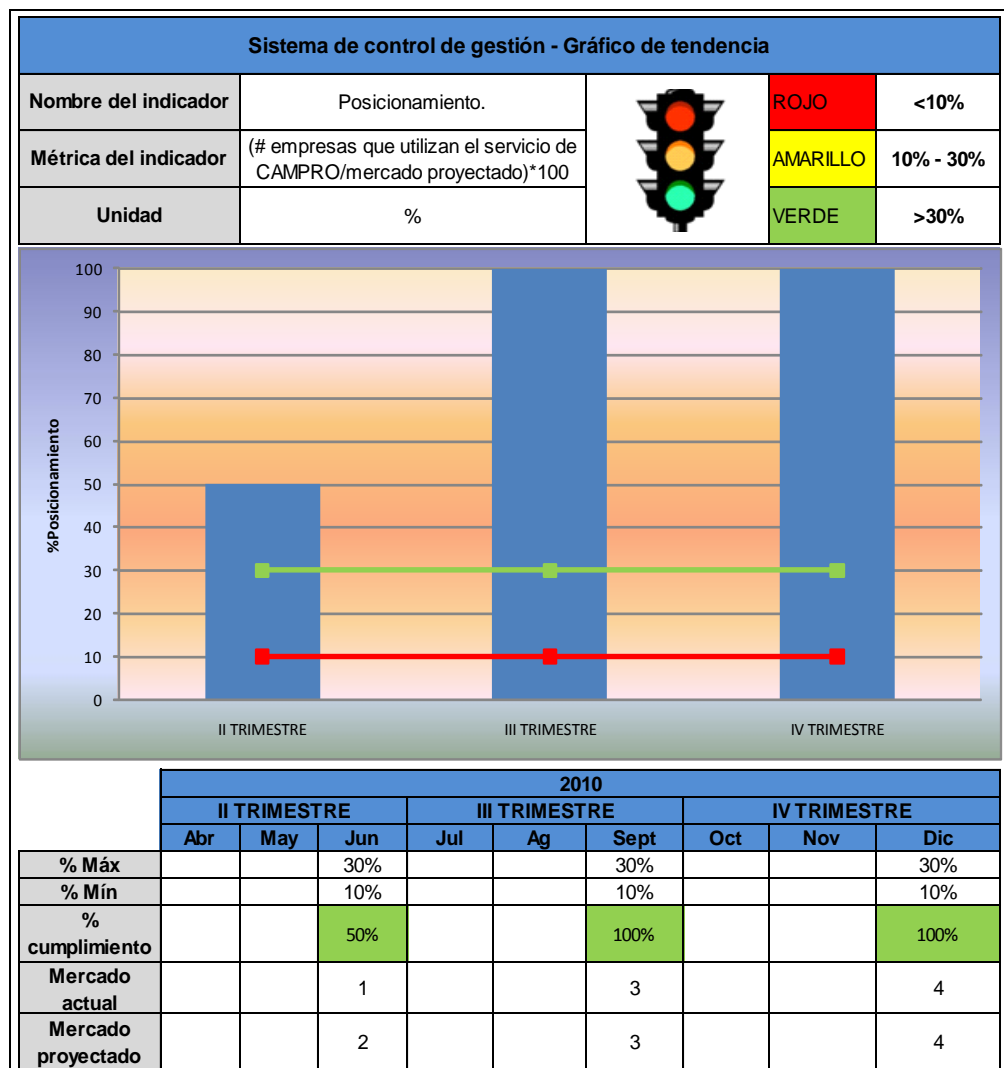 Sistema de control de gestión - Gráfico de tendencia
Nombre del indicador
Posicionamiento.
ROJO
<10%
Métrica del indicador
(# empresas que utilizan el servicio de
CAMPRO/mercado proyectado)*100
AMARILLO
10% - 30%
Unidad
%
VERDE
>30%
%Posicionamiento
100
90
80
70
60
50
40
30
20
10
0
II TRIMESTRE
III TRIMESTRE
IV TRIMESTRE
2010
II TRIMESTRE III TRIMESTRE IV TRIMESTRE
Abr May Jun Jul Ag Sept Oct Nov Dic
% Máx 30% 30% 30%
% Mín 10% 10% 10%
%
cumplimiento
50% 100% 100%
Mercado
actual
1 3 4
Mercado
proyectado
2 3 4